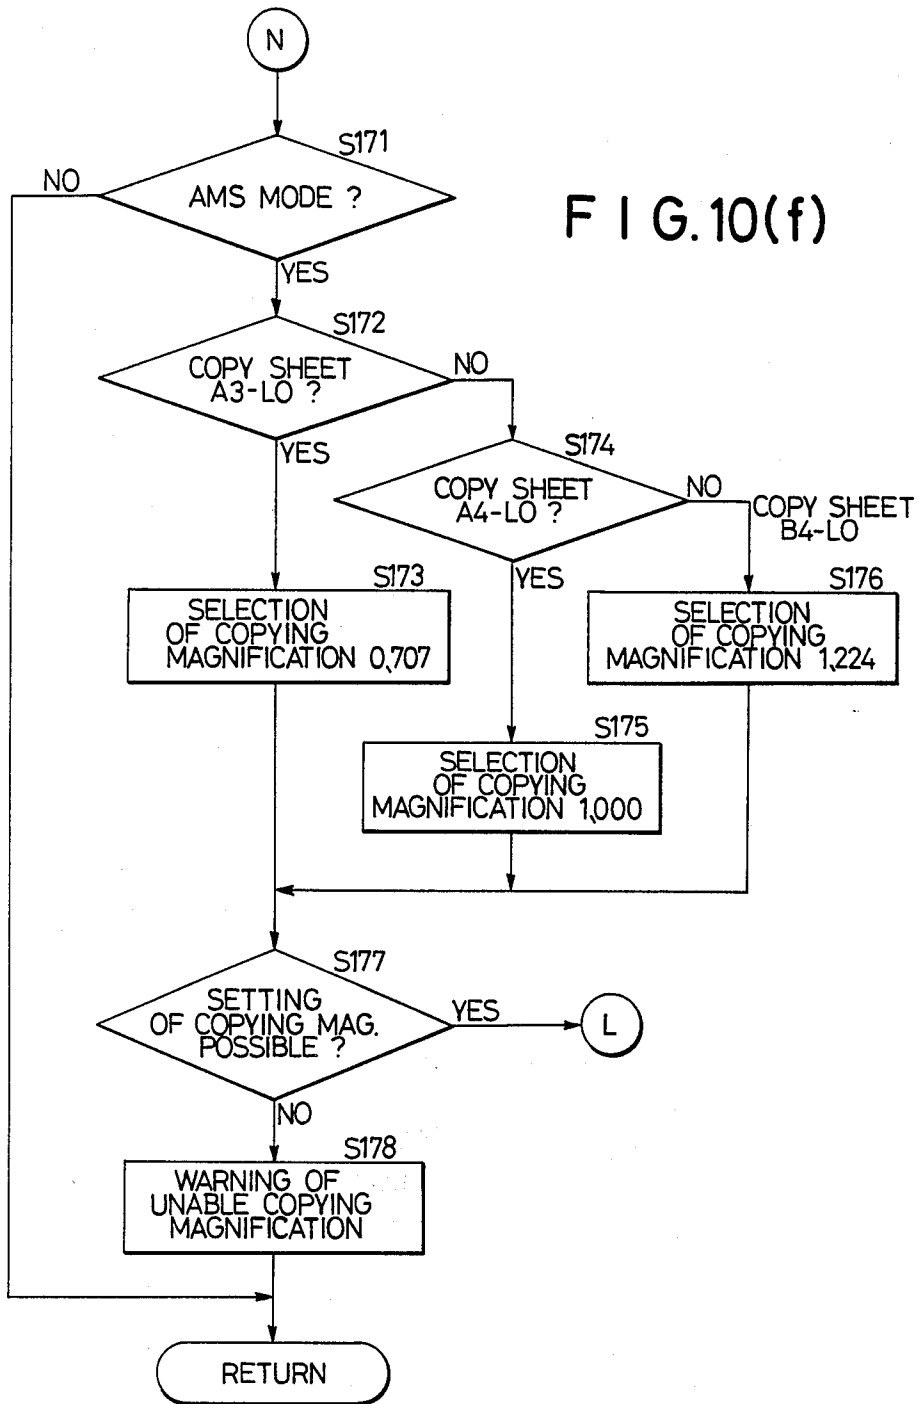 N
S171
NO
AMS MODE ?
F I G.10(f)
YES
S172
COPY SHEET
A3-LO ?
NO
YES
S174
COPY SHEET
A4-LO ?
NO
COPY SHEET
B4-LO
YES
S173
SELECTION
OF COPYING
MAGNIFICATION 0,707
S176
SELECTION
OF COPYING
MAGNIFICATION 1,224
S175
SELECTION
OF COPYING
MAGNIFICATION 1,000
S177
SETTING
OF COPYING MAG.
POSSIBLE ?
YES
L
NO
S178
WARNING OF
UNABLE COPYING
MAGNIFICATION
RETURN